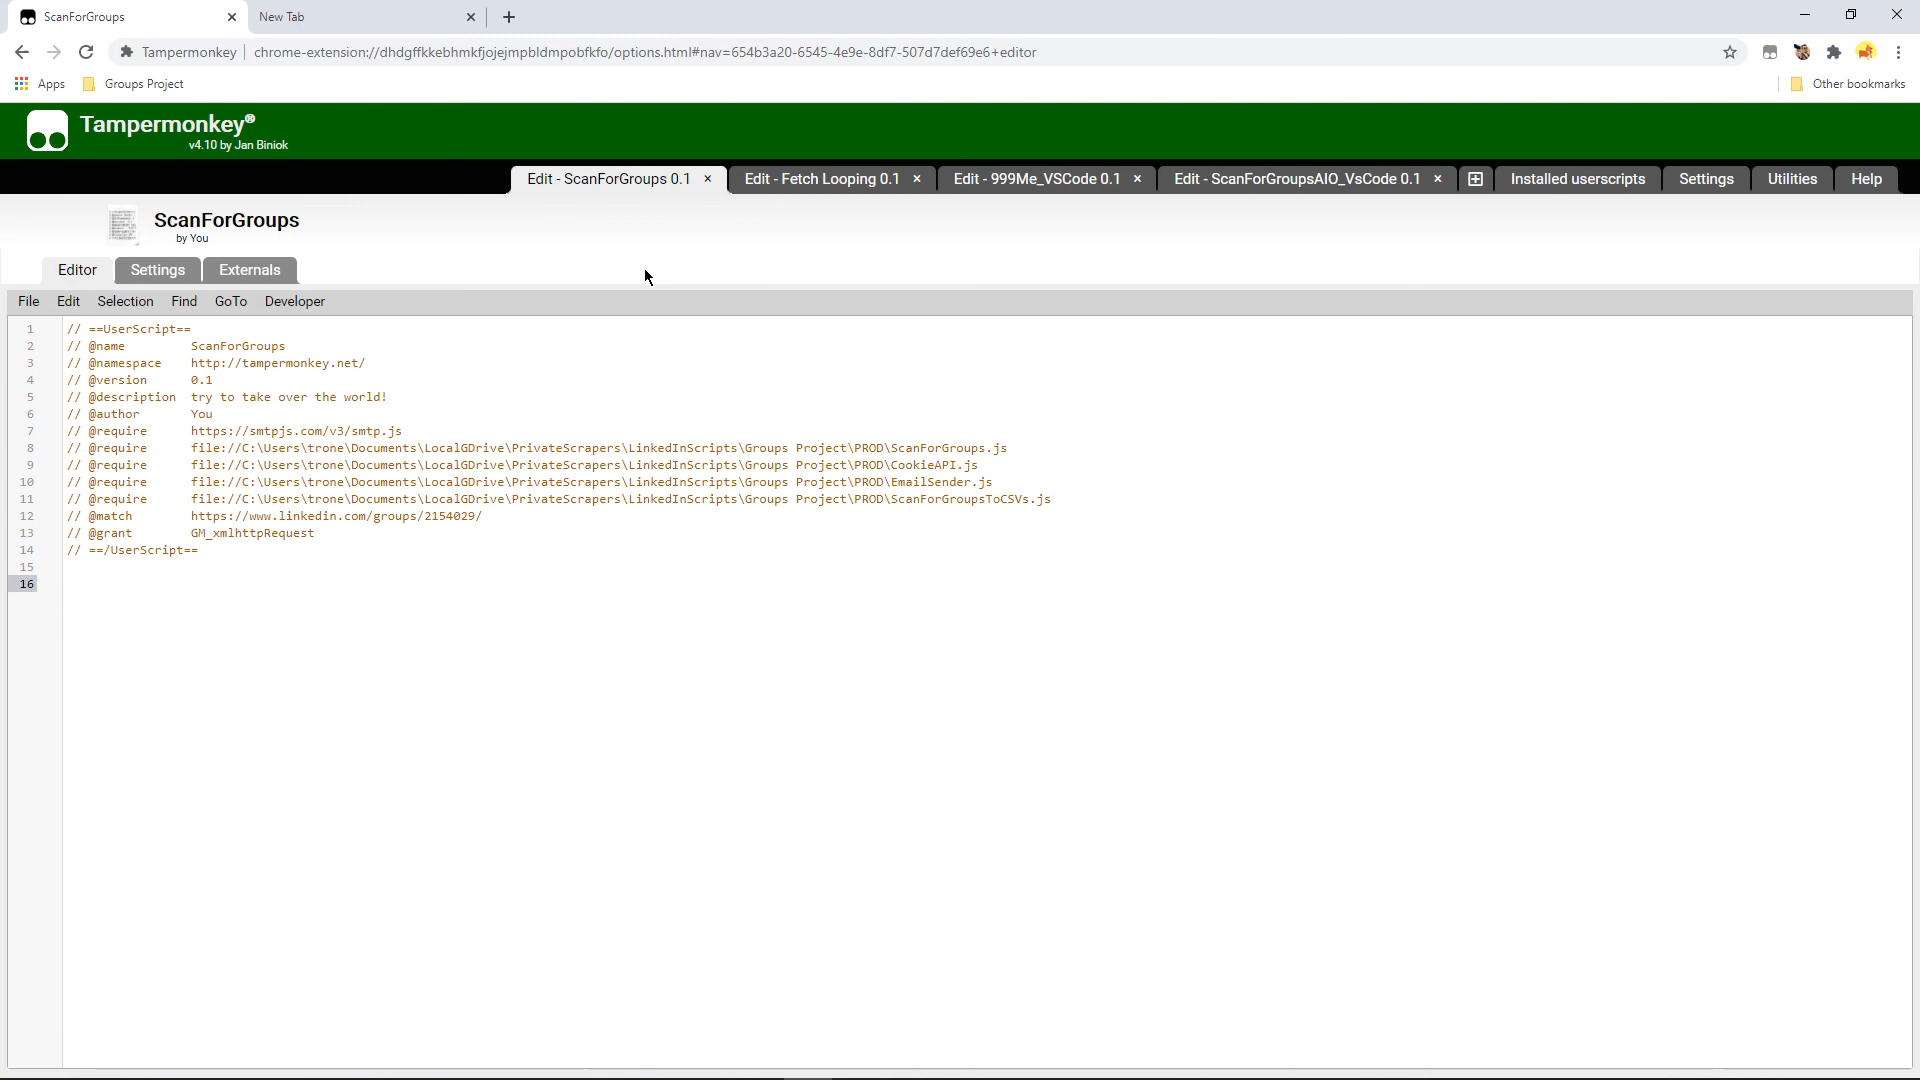 ScanForGroups
New Tab
Tampermonkey
chrome-extension://dhdgffkkebhmkfjojejmpbldmpobfkfo/options.html#nav=654b3a20-6545-4e9e-8df7-507d7def69e6+editor
Apps
Groups Project
Other bookmarks
Tampermonkey®
v4.10 by Jan Biniok
Edit - ScanForGroups 0.1
Edit - Fetch Looping 0.1
Edit - 999Me_VSCode 0.1
Edit - ScanForGroupsAIO_VsCode 0.1
Installed userscripts
Settings
Utilities
Help
ScanForGroups
by You
Editor Settings Externals
File Edit Selection Find GoTo Developer
1 // ==UserScript==
2 // @name ScanForGroups
3 // @namespace http://tampermonkey.net/
4 // @version 0.1
5 // @description try to take over the world!
6 // @author You
7 // @require https://smtpjs.com/v3/smtp.js
8 // @require file://C:\Users\trone\Documents\LocalGDrive\PrivateScrapers\LinkedInScripts\Groups Project\PROD\ScanForGroups.js
9 // @require file://C:\Users\trone\Documents\LocalGDrive\PrivateScrapers\LinkedInScripts\Groups Project\PROD\CookieAPI.js
10 // @require file://C:\Users\trone\Documents\LocalGDrive\PrivateScrapers\LinkedInScripts\Groups Project\PROD\EmailSender.js
11 // @require file://C:\Users\trone\Documents\LocalGDrive\PrivateScrapers\LinkedInScripts\Groups Project\PROD\ScanForGroupsToCSVs.js
12 // @match https://www.linkedin.com/groups/2154029/
13 // @grant GM_xmlhttpRequest
14 // ==/UserScript==
15
16